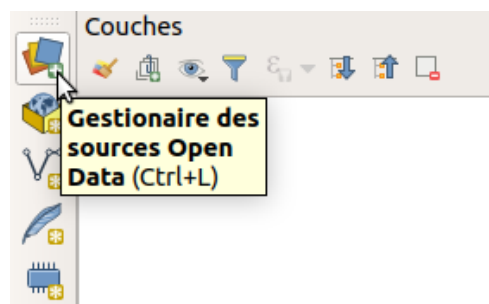 Couches
Gestionaire des
sources Open
Data (Ctrl+L)